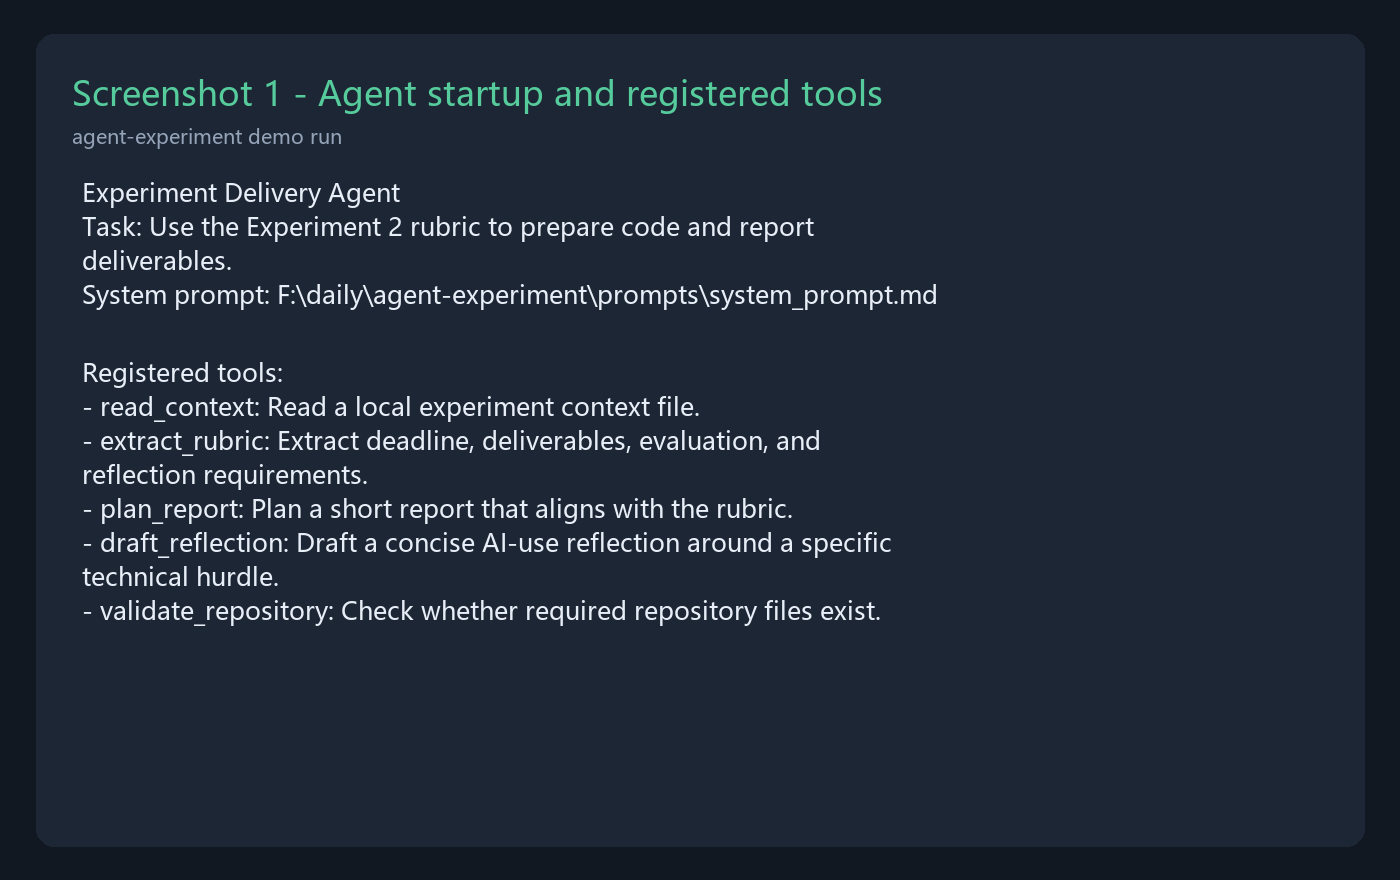 Screenshot 1 - Agent startup and registered tools
agent-experiment demo run
Experiment Delivery Agent
Task: Use the Experiment 2 rubric to prepare code and report
deliverables.
System prompt: F:\daily\agent-experiment\prompts\system_prompt.md
Registered tools:
- read_context: Read a local experiment context file.
- extract_rubric: Extract deadline, deliverables, evaluation, and
reflection requirements.
- plan_report: Plan a short report that aligns with the rubric.
- draft_reflection: Draft a concise AI-use reflection around a specific
technical hurdle.
- validate_repository: Check whether required repository files exist.